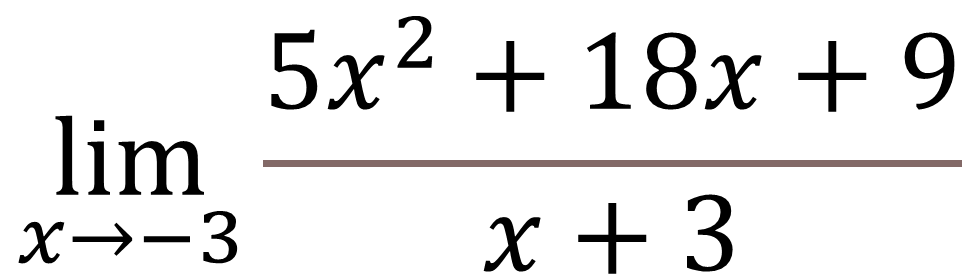 lim x→−3 5x² + 18x + 9
x + 3